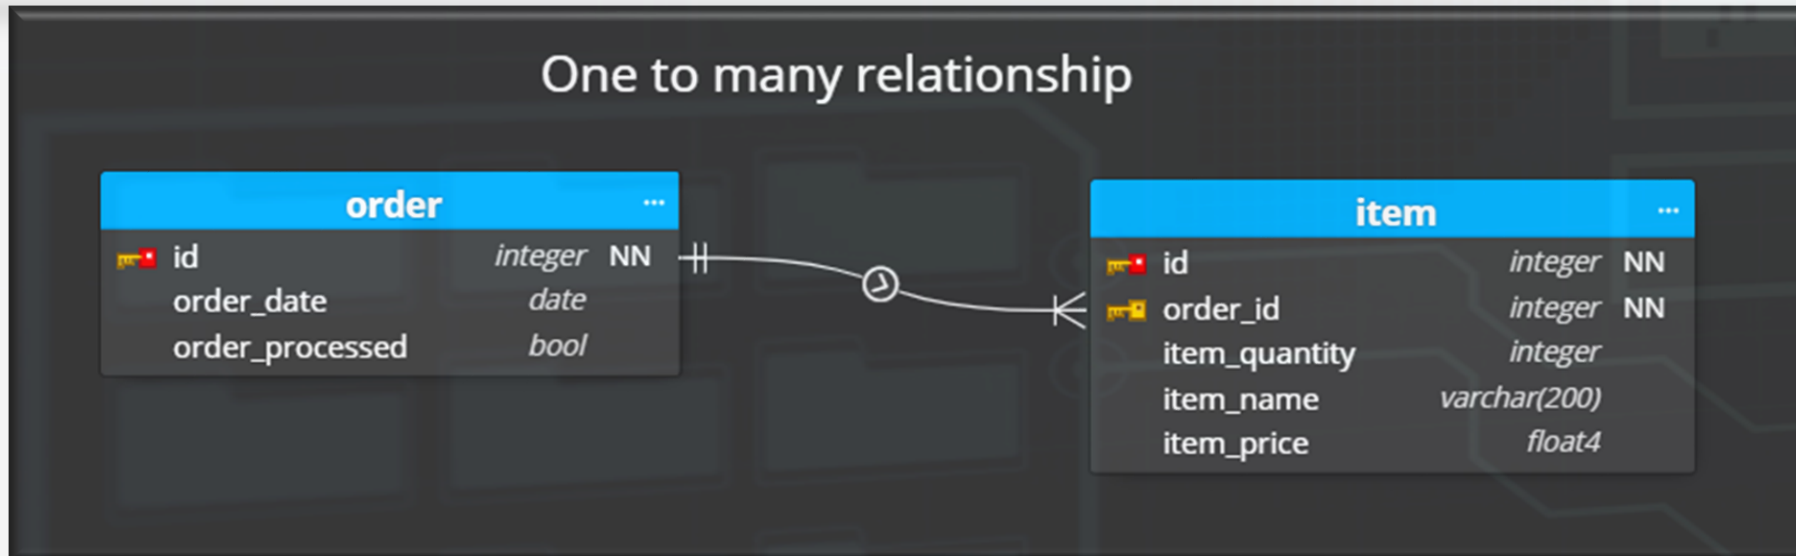 One to many relationship
order ...
id integer NN
order_date date
order_processed bool
item ...
id integer NN
order_id integer NN
item_quantity integer
item_name varchar(200)
item_price float4